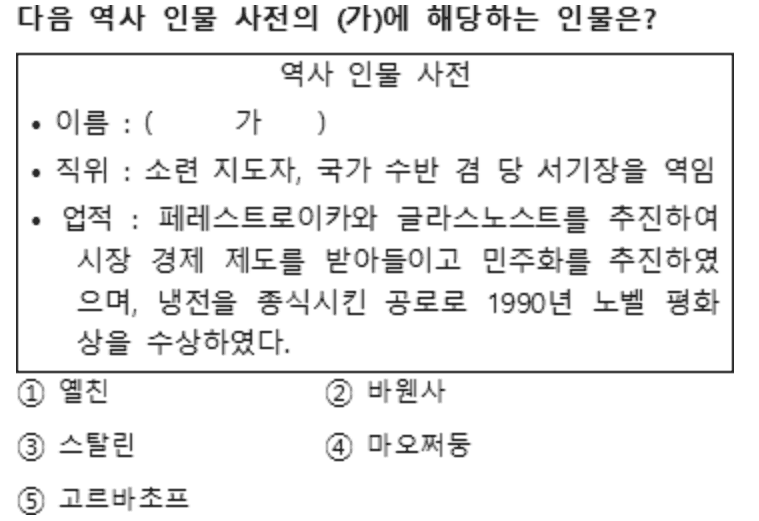 다음 역사 인물 사전의 (가)에 해당하는 인물은?
역사 인물 사전
• 이름 : ( 가 )
• 직위 : 소련 지도자, 국가 수반 겸 당 서기장을 역임
• 업적 : 페레스트로이카와 글라스노스트를 추진하여
시장 경제 제도를 받아들이고 민주화를 추진하였
으며, 냉전을 종식시킨 공로로 1990년 노벨 평화
상을 수상하였다.
① 옐친 ② 바웬사
③ 스탈린 ④ 마오쩌둥
⑤ 고르바초프